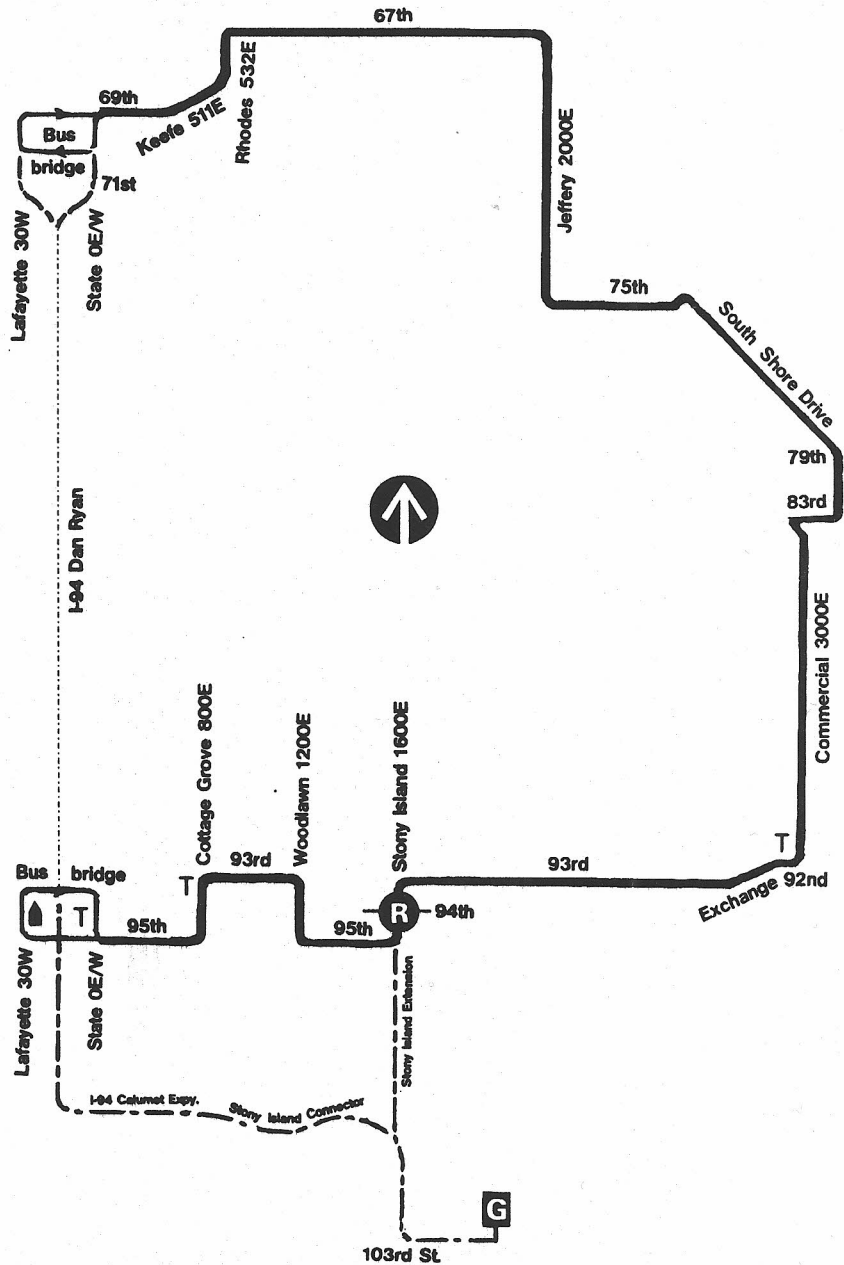 67th
69th
Keefe 511E
Rhodes 532E
Bus
bridge
71st
Lafayette 30W
State 0E/W
Jeffery 2000E
75th
South Shore Drive
79th
83rd
I-94 Dan Ryan
Commercial 3000E
Cottage Grove 800E
Woodlawn 1200E
Stony Island 1600E
93rd
93rd
T
Exchange 92nd
Bus bridge
T
T
95th
95th
R
94th
Lafayette 30W
State 0E/W
Stony Island Extension
I-94 Calumet Expy.
Stony Island Connector
G
103rd St.